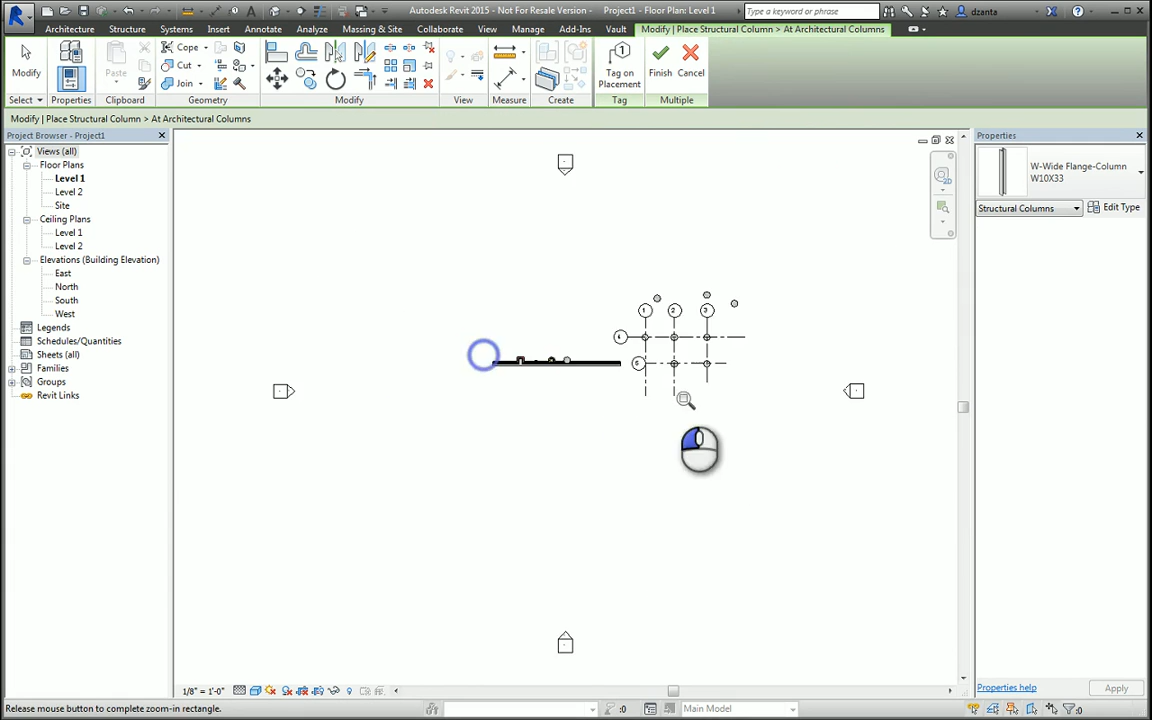 Autodesk Revit 2015 - Not For Resale Version - Project1 - Floor Plan: Level 1
Type a keyword or phrase
dzanta
Architecture Structure Systems Insert Annotate Analyze Massing & Site Collaborate View Manage Add-Ins Vault Modify | Place Structural Column > At Architectural Columns
Modify
Paste
Cope
Cut
Join
Tag on
Placement
Finish Cancel
Select Properties Clipboard Geometry Modify View Measure Create Tag Multiple
Modify | Place Structural Column > At Architectural Columns
Project Browser - Project1
Views (all)
Floor Plans
Level 1
Level 2
Site
Ceiling Plans
Level 1
Level 2
Elevations (Building Elevation)
East
North
South
West
Legends
Schedules/Quantities
Sheets (all)
Families
Groups
Revit Links
2D
1 2 3
4
5
Properties
W-Wide Flange-Column
W10X33
Structural Columns
Edit Type
Properties help
Apply
1/8" = 1'-0"
Release mouse button to complete zoom-in rectangle.
:0
Main Model
:0